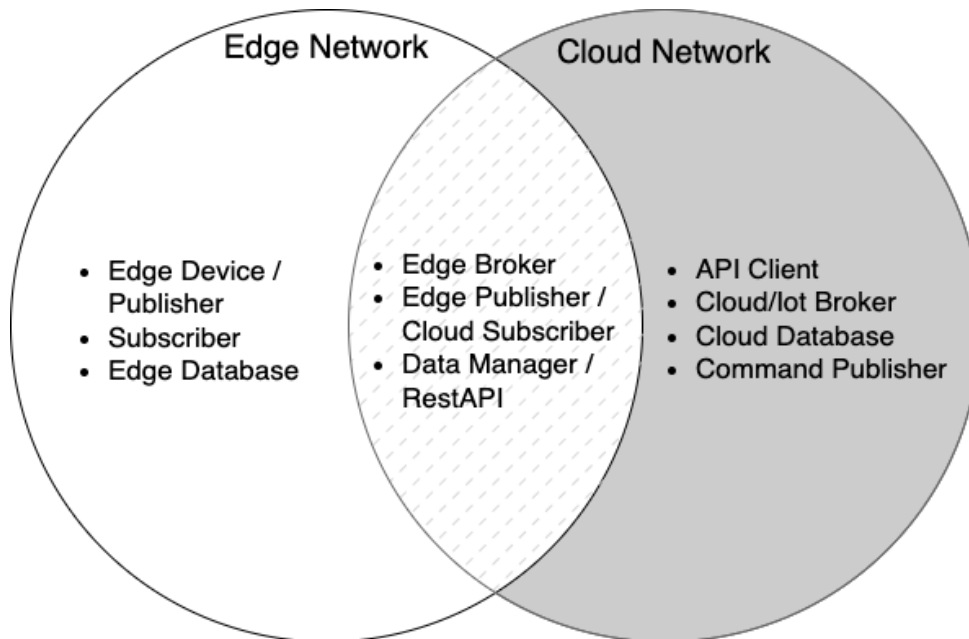 Edge Network
Cloud Network
• Edge Device /
Publisher
• Subscriber
• Edge Database
• Edge Broker
• Edge Publisher /
Cloud Subscriber
• Data Manager /
RestAPI
• API Client
• Cloud/Iot Broker
• Cloud Database
• Command Publisher